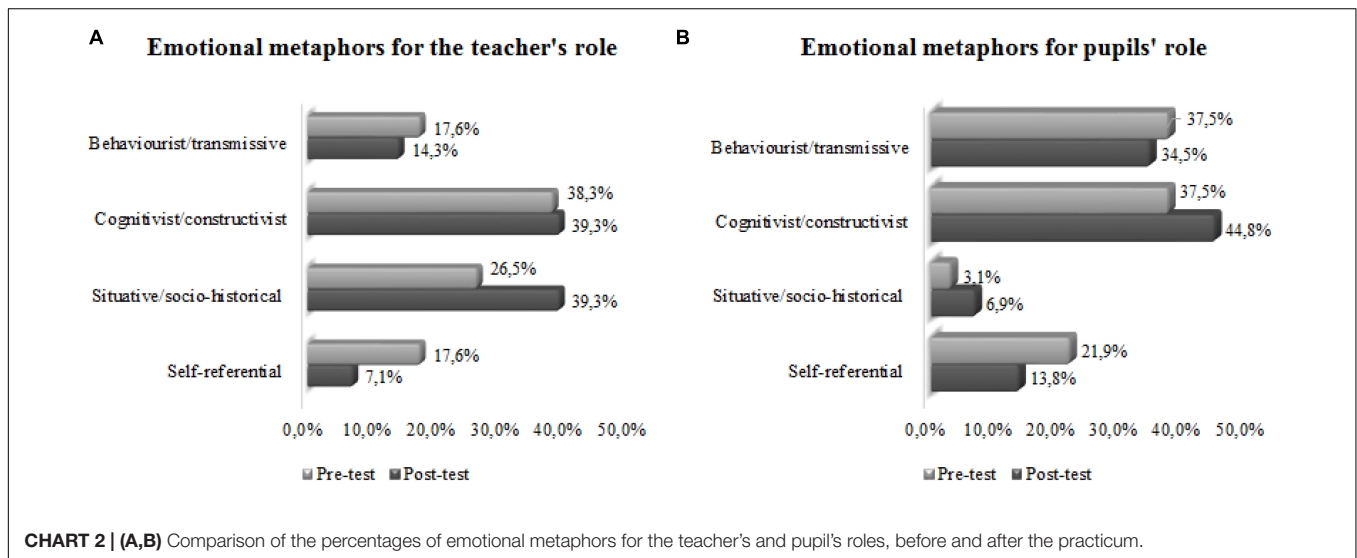 A
Emotional metaphors for the teacher's role
Behaviourist/transmissive
17,6%
14,3%
Cognitivist/constructivist
38,3%
39,3%
Situative/socio-historical
26,5%
39,3%
Self-referential
17,6%
7,1%
0,0% 10,0% 20,0% 30,0% 40,0% 50,0%
Pre-test Post-test
B
Emotional metaphors for pupils' role
Behaviourist/transmissive
37,5%
34,5%
Cognitivist/constructivist
37,5%
44,8%
Situative/socio-historical
3,1%
6,9%
Self-referential
21,9%
13,8%
0,0% 10,0% 20,0% 30,0% 40,0% 50,0%
Pre-test Post-test
CHART 2 | (A,B) Comparison of the percentages of emotional metaphors for the teacher's and pupil's roles, before and after the practicum.